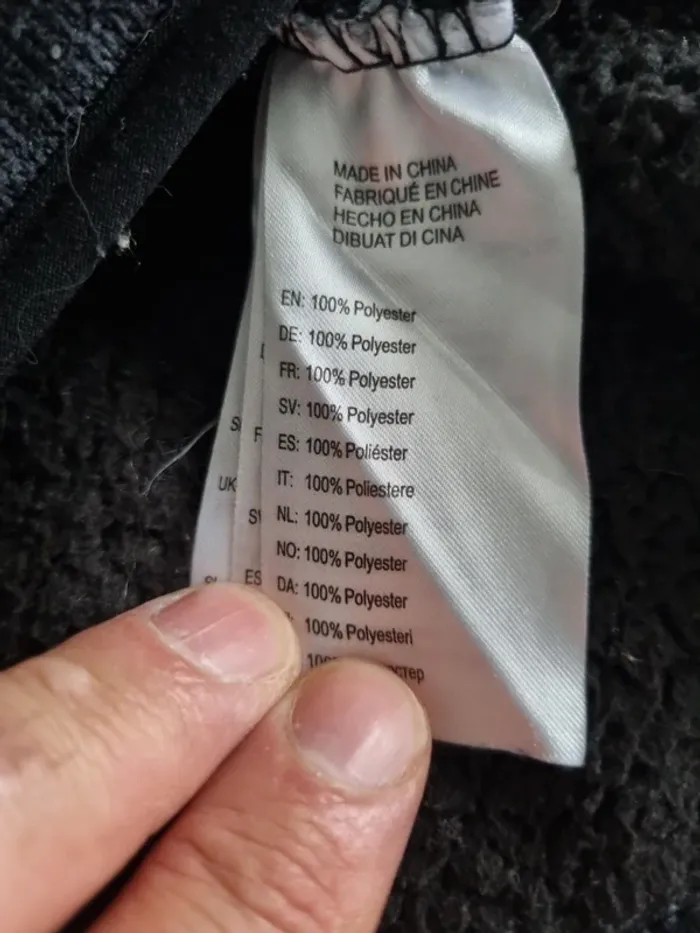 MADE IN CHINA
FABRIQUÉ EN CHINE
HECHO EN CHINA
DIBUAT DI CINA
EN: 100% Polyester
DE: 100% Polyester
FR: 100% Polyester
SV: 100% Polyester
ES: 100% Poliéster
IT: 100% Poliestere
NL: 100% Polyester
NO: 100% Polyester
DA: 100% Polyester
100% Polyesteri
UK
ES